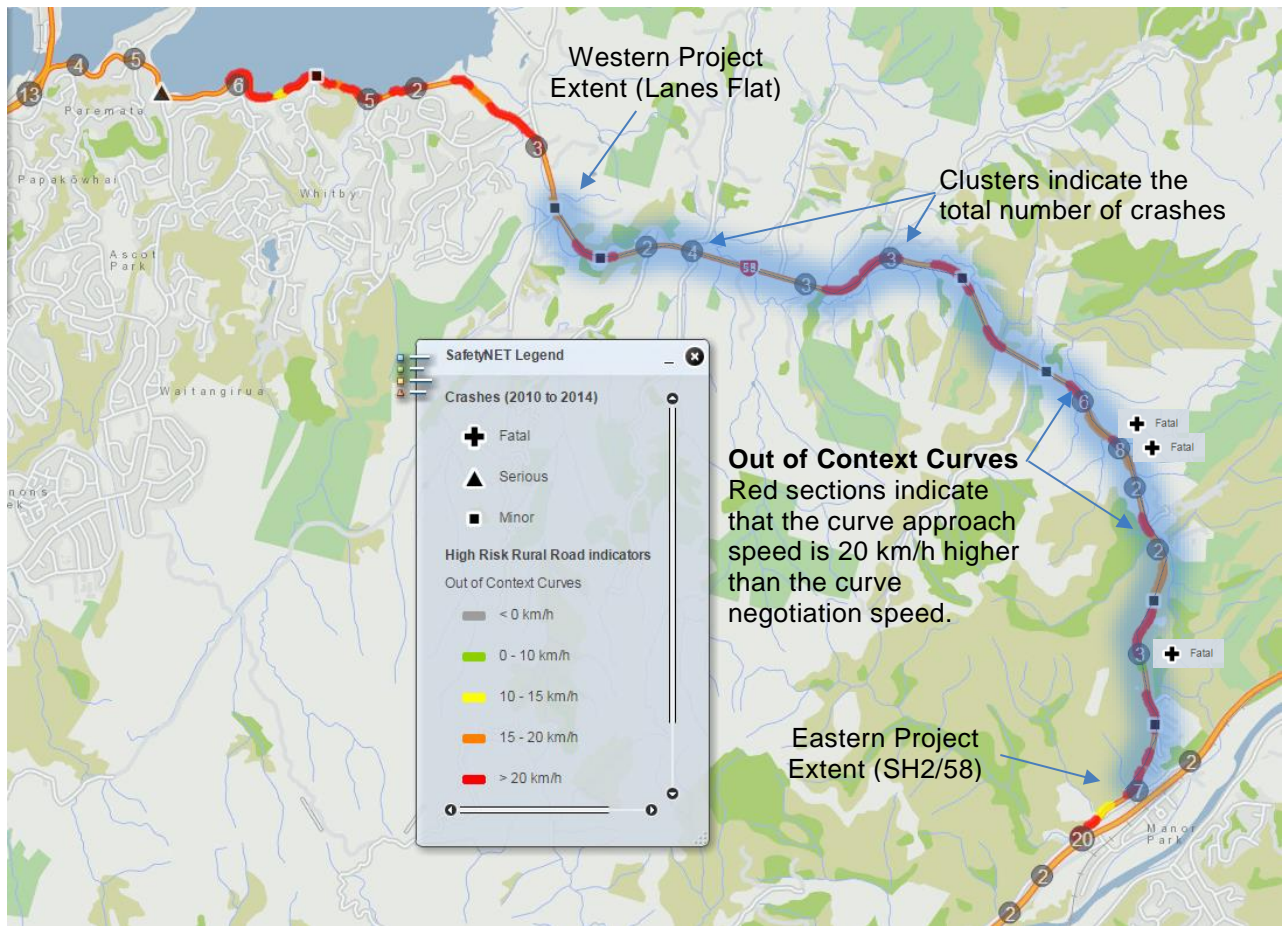 Western Project
Extent (Lanes Flat)
4
5
13
6
5
2
3
Paremata
Papakōwhai
Whitby
Clusters indicate the
total number of crashes
Ascot
Park
2
4
58
3
3
SafetyNET Legend
Crashes (2010 to 2014)
Fatal
Serious
Minor
High Risk Rural Road indicators
Out of Context Curves
< 0 km/h
0 - 10 km/h
10 - 15 km/h
15 - 20 km/h
> 20 km/h
Waitangirua
6
Fatal
8
Fatal
Out of Context Curves
Red sections indicate
that the curve approach
speed is 20 km/h higher
than the curve
negotiation speed.
2
2
3
Fatal
Eastern Project
Extent (SH2/58)
2
7
20
Manor
Park
2
2